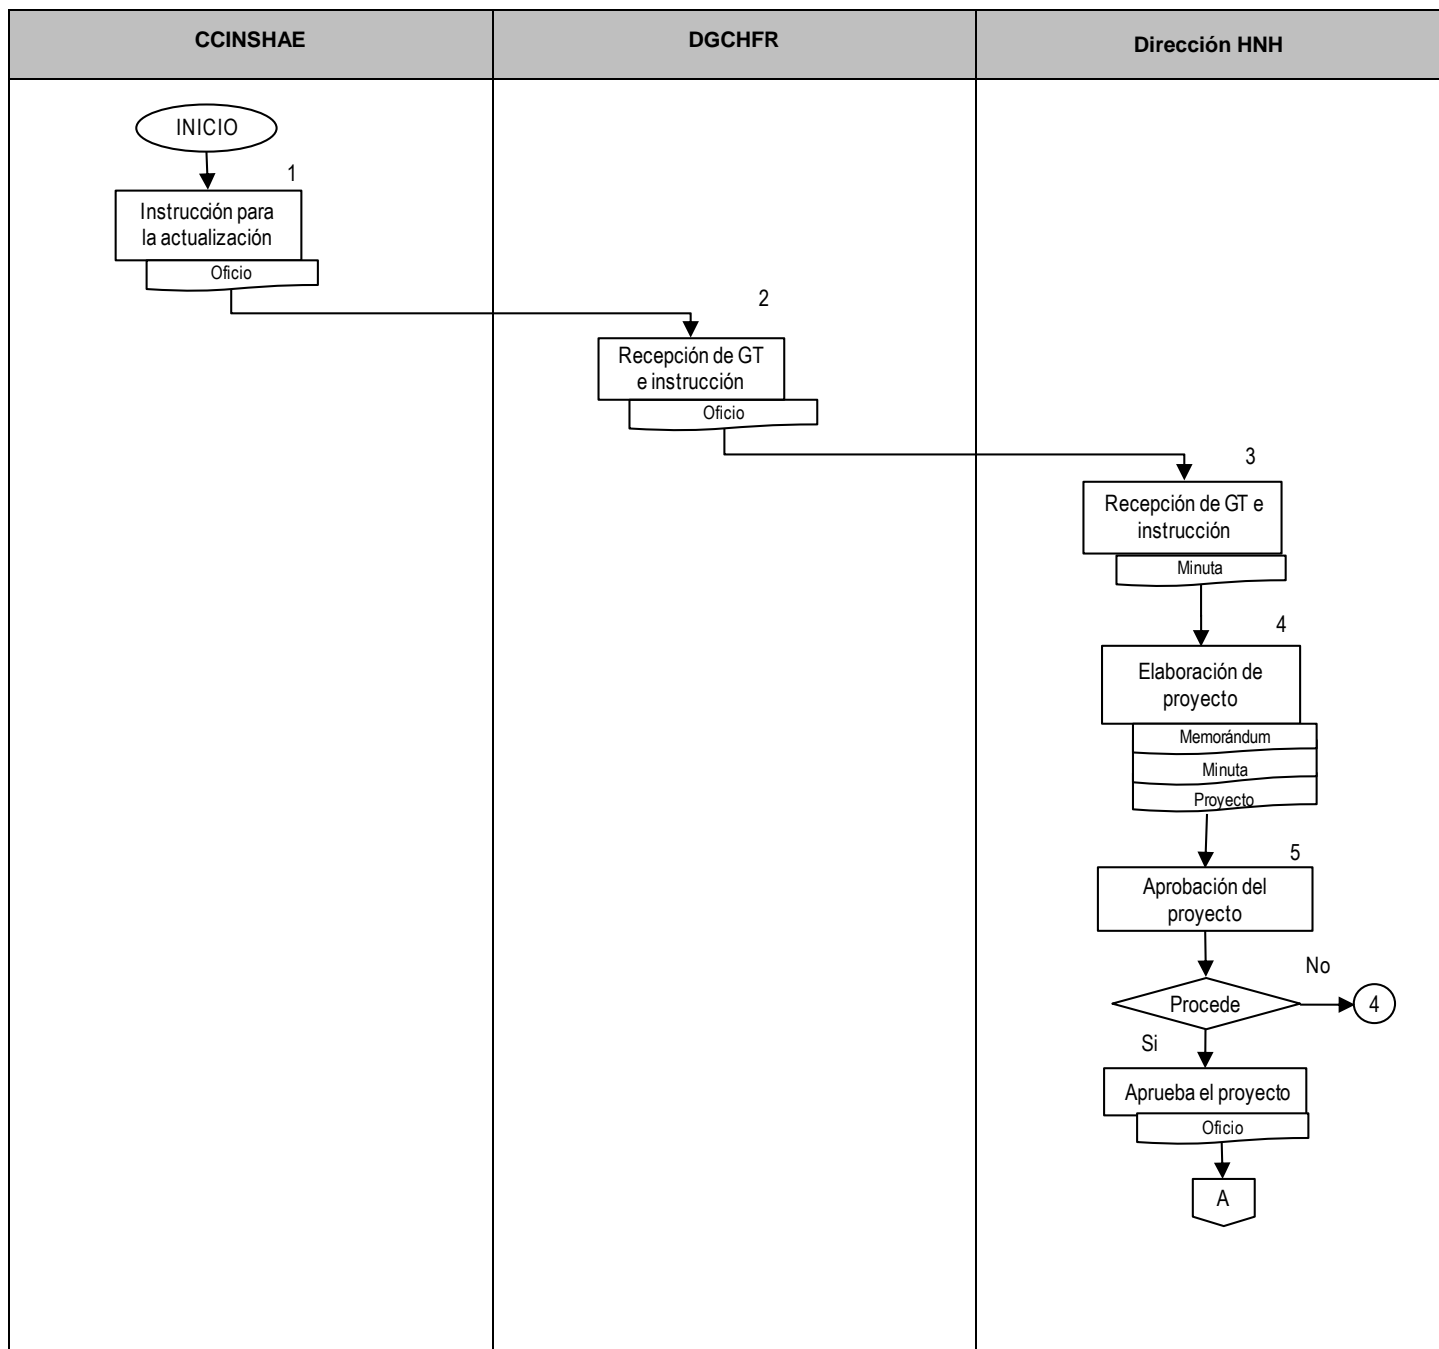 CCINSHAE
DGCHFR
Dirección HNH
INICIO
1
Instrucción para
la actualización
Oficio
2
Recepción de GT
e instrucción
Oficio
3
Recepción de GT e
instrucción
Minuta
4
Elaboración de
proyecto
Memorándum
Minuta
Proyecto
5
Aprobación del
proyecto
No
Procede
4
Si
Aprueba el proyecto
Oficio
A